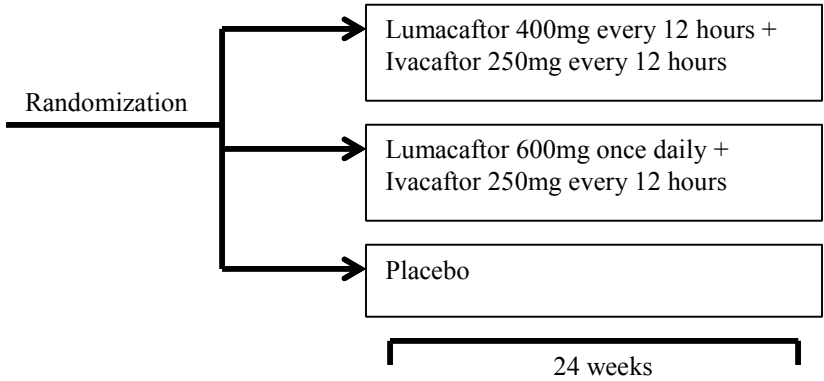 Lumacaftor 400mg every 12 hours +
Ivacaftor 250mg every 12 hours
Randomization
Lumacaftor 600mg once daily +
Ivacaftor 250mg every 12 hours
Placebo
24 weeks